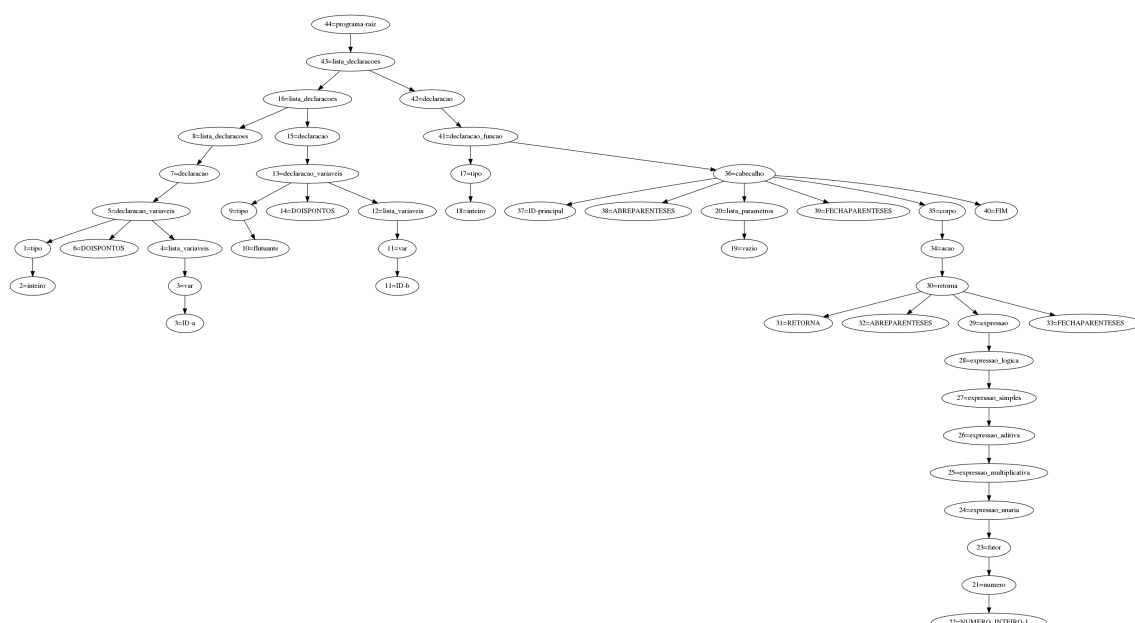 44=programa-raiz
43=lista_declaracoes
16=lista_declaracoes
42=declaracao
8=lista_declaracoes
15=declaracao
41=declaracao_funcao
7=declaracao
13=declaracao_variaveis
17=tipo
36=cabecalho
5=declaracao_variaveis
9=tipo
14=DOISPONTOS
12=lista_variaveis
18=inteiro
37=ID-principal
38=ABREPARENTESES
20=lista_parametros
39=FECHAPARENTESES
35=corpo
40=FIM
1=tipo
6=DOISPONTOS
4=lista_variaveis
10=flutuante
11=var
19=vazio
34=acao
2=inteiro
3=var
11=ID-b
30=retorna
3=ID-a
31=RETORNA
32=ABREPARENTESES
29=expressao
33=FECHAPARENTESES
28=expressao_logica
27=expressao_simples
26=expressao_aditiva
25=expressao_multiplicativa
24=expressao_unaria
23=fator
21=numero
22=NUMERO_INTEIRO-1